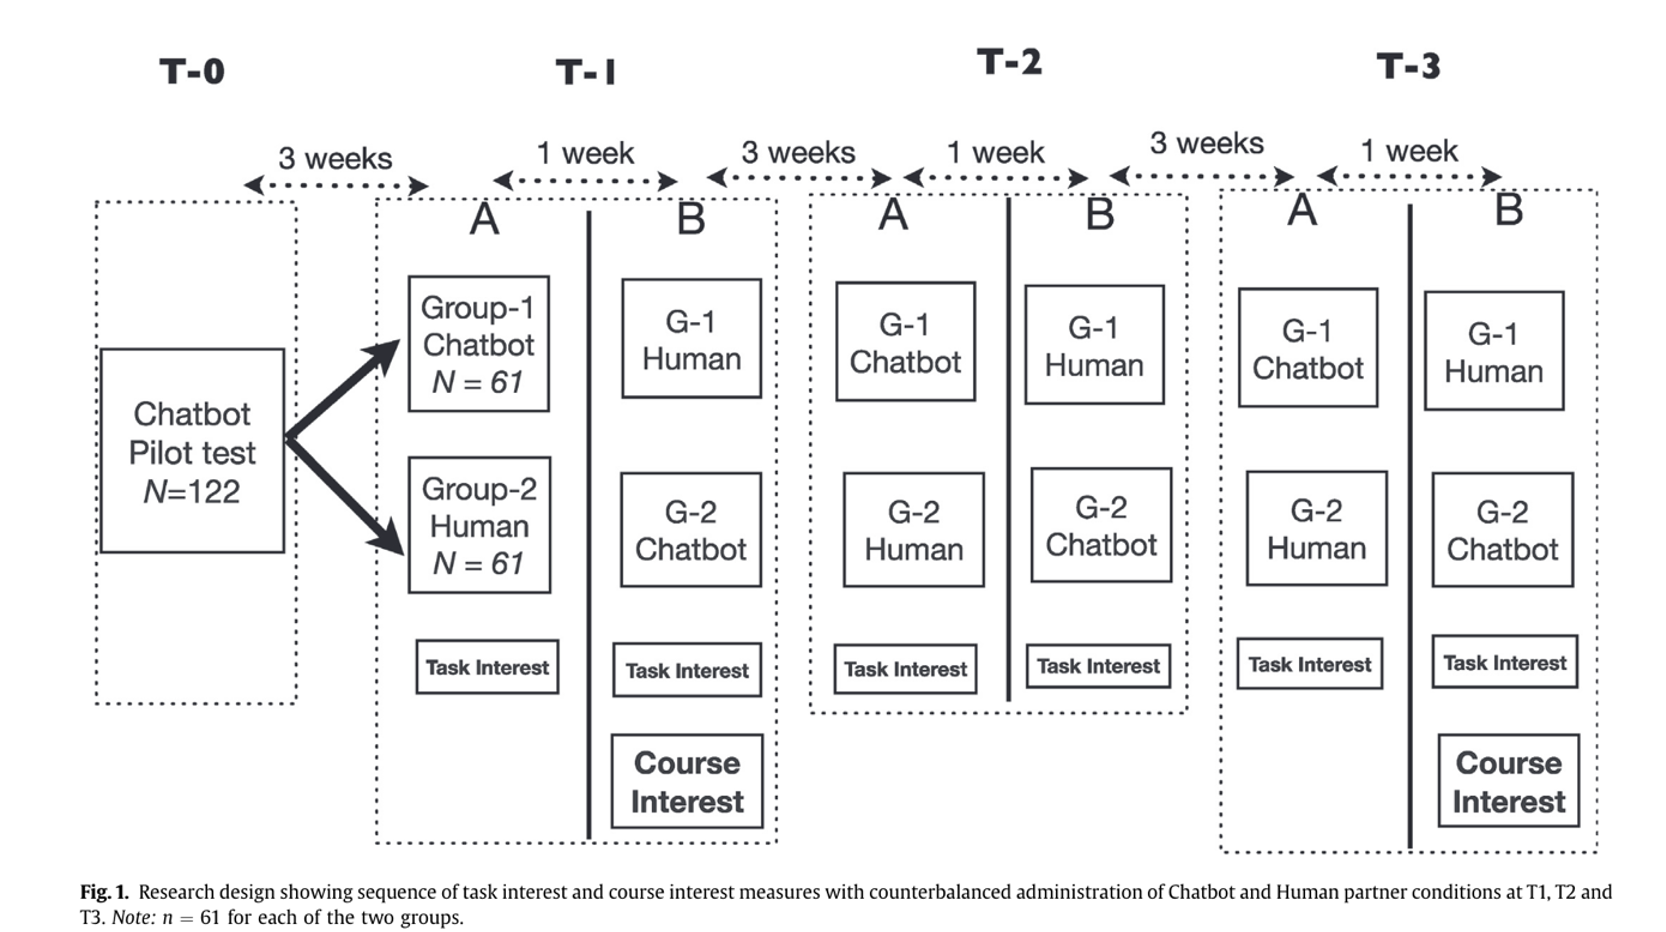 T-0
T-1
T-2
T-3
3 weeks
1 week
3 weeks
1 week
3 weeks
1 week
A
B
A
B
A
B
Chatbot
Pilot test
N=122
Group-1
Chatbot
N = 61
G-1
Human
G-1
Chatbot
G-1
Human
G-1
Chatbot
G-1
Human
Group-2
Human
N = 61
G-2
Chatbot
G-2
Human
G-2
Chatbot
G-2
Human
G-2
Chatbot
Task Interest
Task Interest
Task Interest
Task Interest
Task Interest
Task Interest
Course
Interest
Course
Interest
Fig. 1. Research design showing sequence of task interest and course interest measures with counterbalanced administration of Chatbot and Human partner conditions at T1, T2 and
T3. Note: n = 61 for each of the two groups.